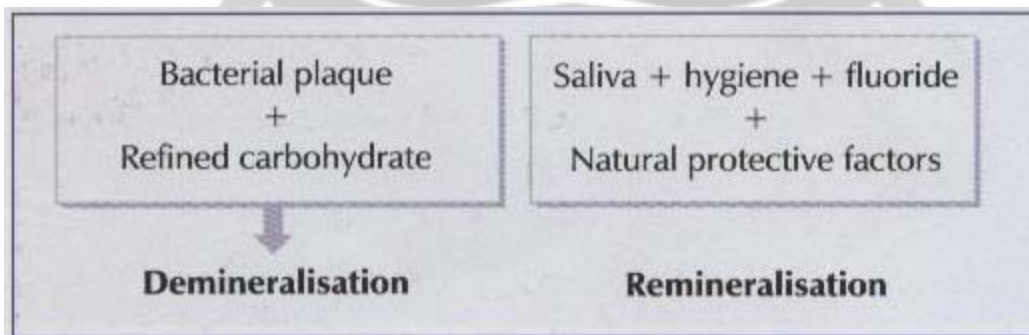 Bacterial plaque
+
Refined carbohydrate
Demineralisation
Saliva + hygiene + fluoride
+
Natural protective factors
Remineralisation